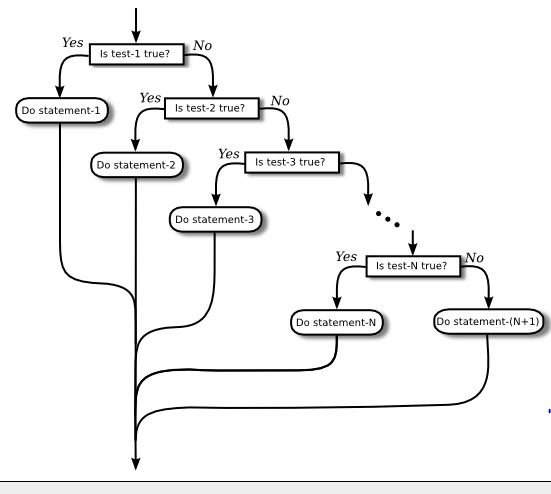 Yes
No
Is test-1 true?
Do statement-1
Yes
No
Is test-2 true?
Do statement-2
Yes
Is test-3 true?
Do statement-3
Yes
No
Is test-N true?
Do statement-N
Do statement-(N+1)